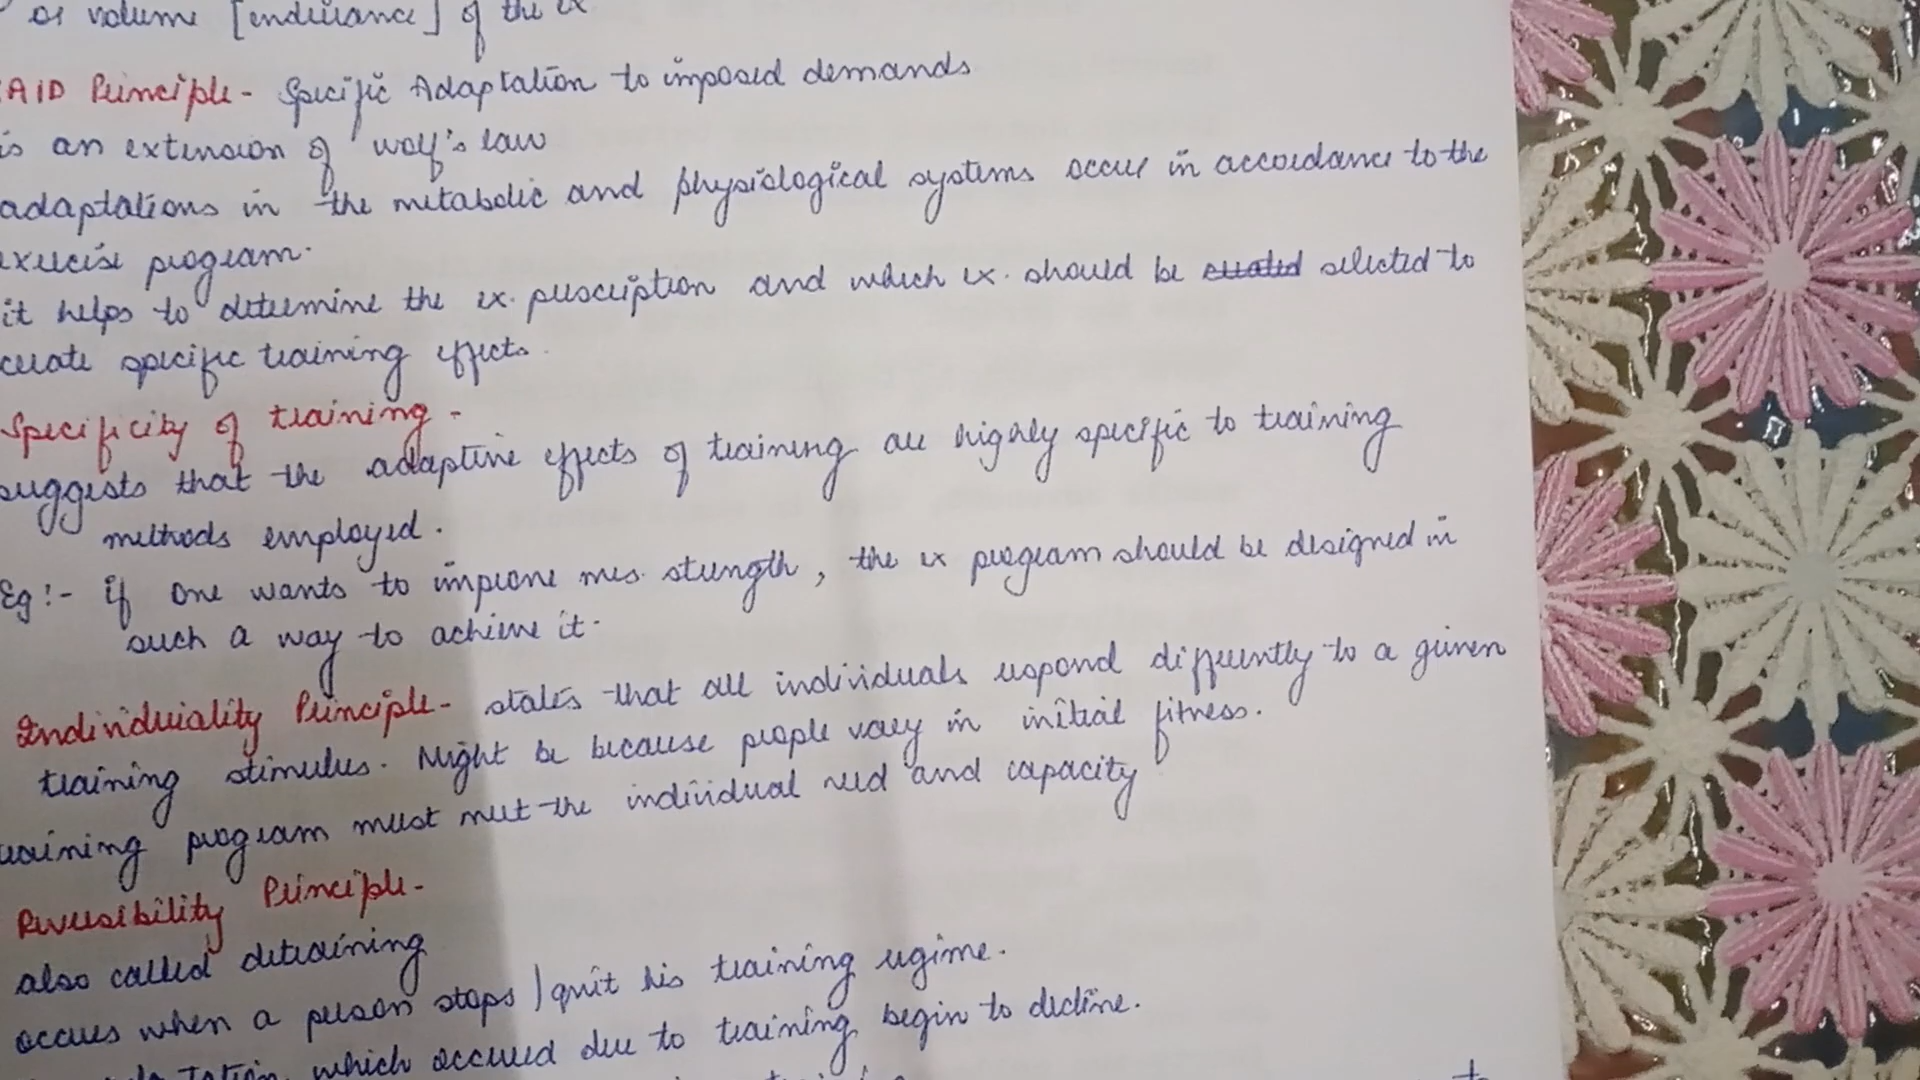 or volume [endurance] of the ex
SAID Principle - Specific Adaptation to imposed demands
is an extension of wolf's law
adaptations in the metabolic and physiological systems occur in accordance to the
exercise program.
it helps to determine the ex. prescription and which ex. should be created selected to
create specific training effects.
Specificity of training -
suggests that the adaptive effects of training are highly specific to training
methods employed.
Eg:- if one wants to improve mus. strength, the ex program should be designed in
such a way to achieve it.
Individuality Principle - states that all individuals respond differently to a given
training stimulus. Might be because people vary in initial fitness.
training program must meet the individual need and capacity
Reversibility Principle -
also called detraining
occurs when a person stops / quit his training regime.
which occured due to training begin to decline.